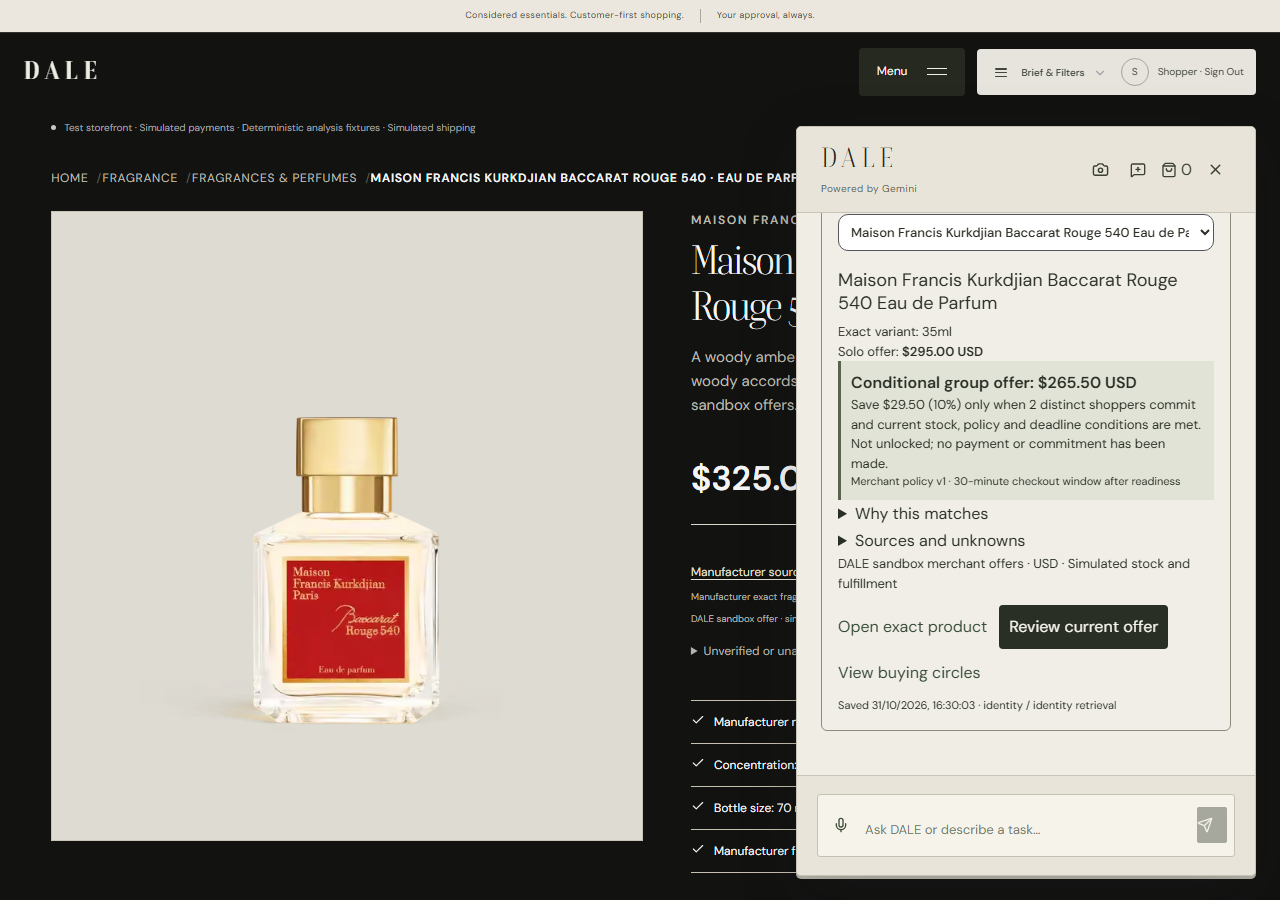 Considered essentials. Customer-first shopping.
Your approval, always.
DALE
Menu
Brief & Filters
S
Shopper · Sign Out
Test storefront · Simulated payments · Deterministic analysis fixtures · Simulated shipping
HOME / FRAGRANCE / FRAGRANCES & PERFUMES / MAISON FRANCIS KURKDJIAN BACCARAT ROUGE 540 · EAU DE PARF
Maison
Francis Kurkdjian
Paris
Baccarat
Rouge 540
Eau de parfum
MAISON FRANC
Maison
Rouge 5
A woody ambe
woody accords
sandbox offers.
$325.0
Manufacturer sourc
Manufacturer exact frag
DALE sandbox offer · sim
Unverified or una
Manufacturer r
Concentration:
Bottle size: 70
Manufacturer f
DALE
Powered by Gemini
0
Maison Francis Kurkdjian Baccarat Rouge 540 Eau de Pa
Maison Francis Kurkdjian Baccarat Rouge
540 Eau de Parfum
Exact variant: 35ml
Solo offer: $295.00 USD
Conditional group offer: $265.50 USD
Save $29.50 (10%) only when 2 distinct shoppers commit
and current stock, policy and deadline conditions are met.
Not unlocked; no payment or commitment has been
made.
Merchant policy v1 · 30-minute checkout window after readiness
Why this matches
Sources and unknowns
DALE sandbox merchant offers · USD · Simulated stock and
fulfillment
Open exact product
Review current offer
View buying circles
Saved 31/10/2026, 16:30:03 · identity / identity retrieval
Ask DALE or describe a task...